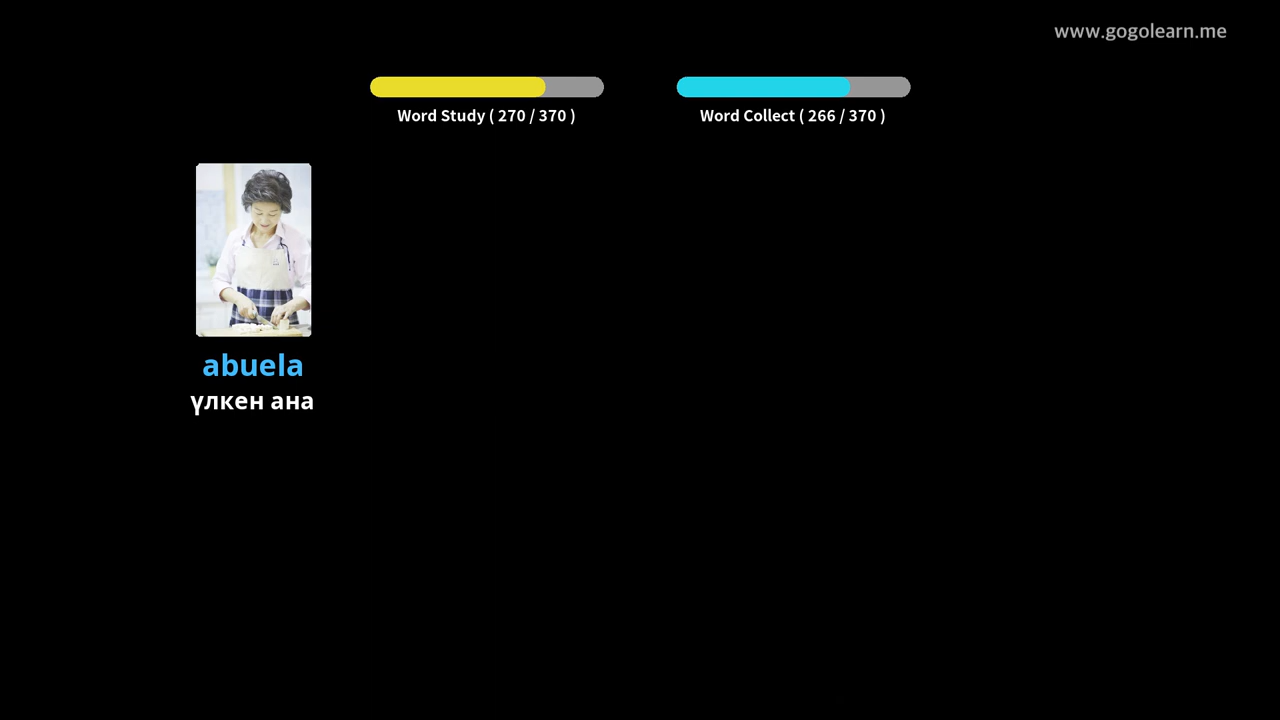 www.gogolearn.me
Word Study ( 270 / 370 )
Word Collect ( 266 / 370 )
abuela
үлкен ана